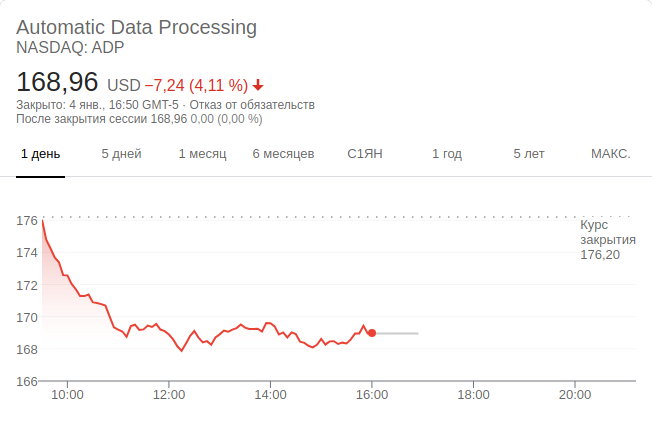 Automatic Data Processing
NASDAQ: ADP
168,96 USD −7,24 (4,11 %)
Закрыто: 4 янв., 16:50 GMT-5 · Отказ от обязательств
После закрытия сессии 168,96 0,00 (0,00 %)
1 день 5 дней 1 месяц 6 месяцев С1ЯН 1 год 5 лет МАКС.
176
Курс
закрытия
176,20
174
172
170
168
166
10:00 12:00 14:00 16:00 18:00 20:00